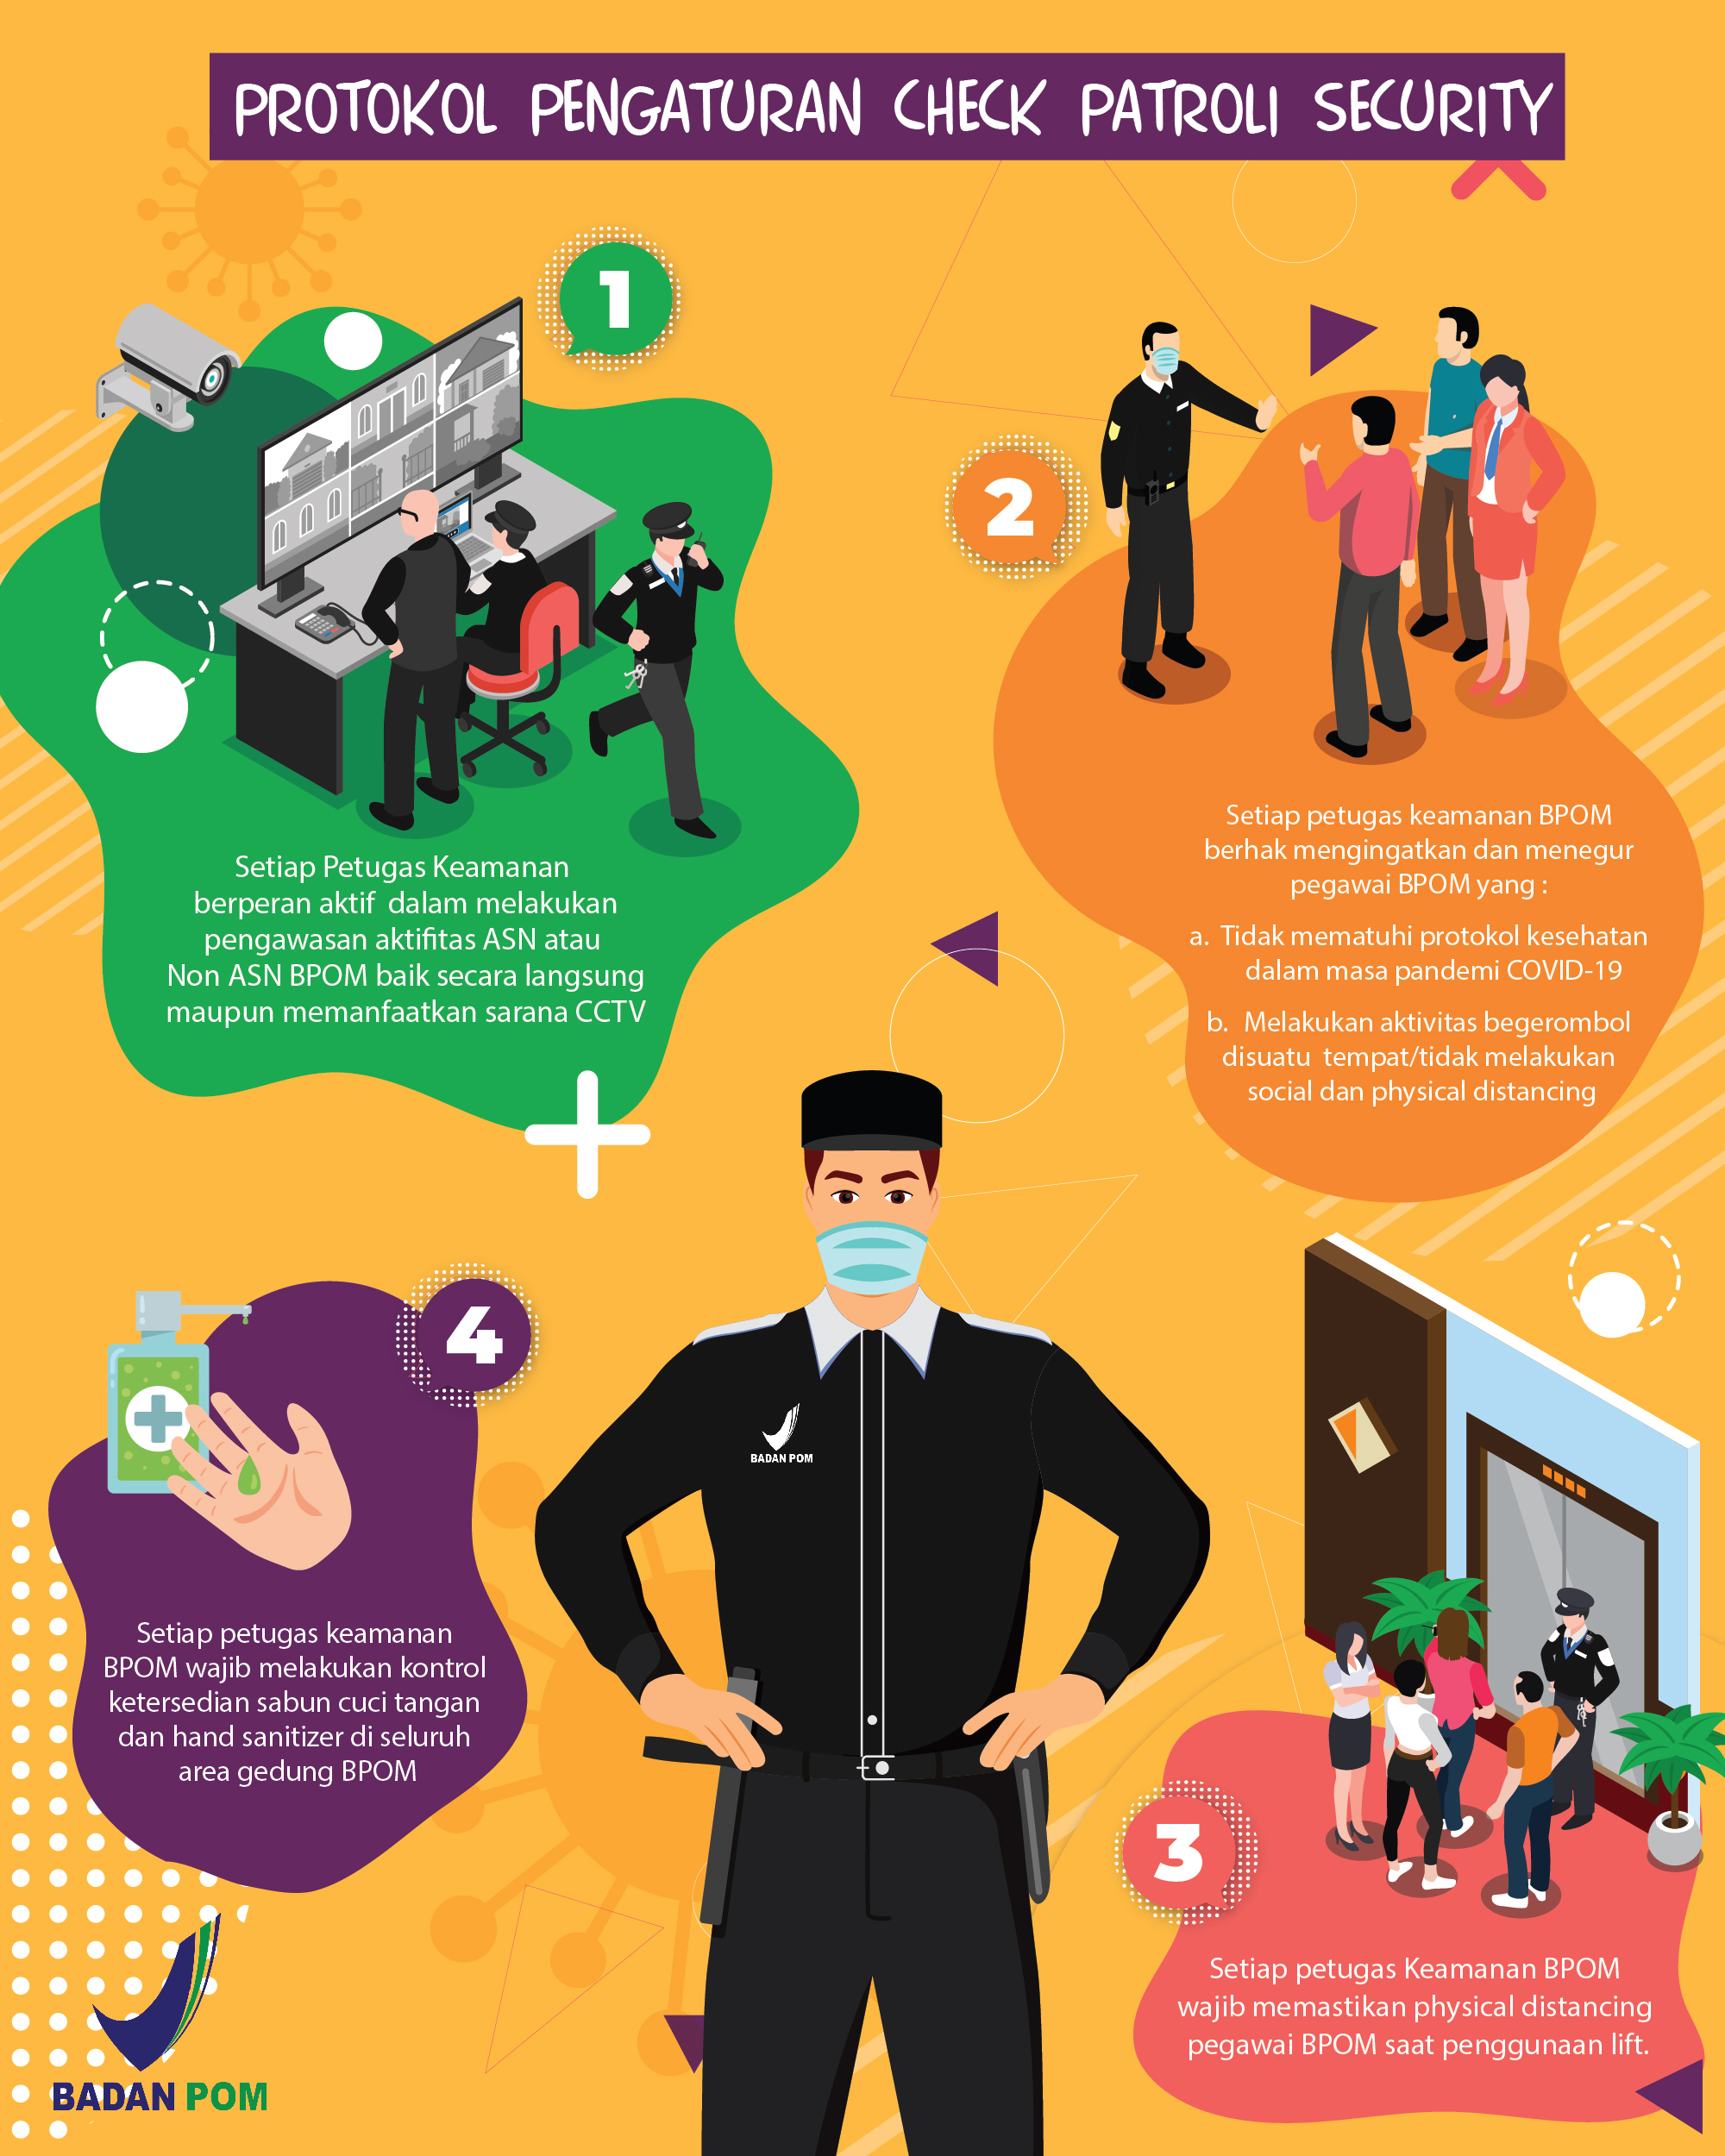 PROTOKOL PENGATURAN CHECK PATROLI SECURITY
1
Setiap Petugas Keamanan
berperan aktif dalam melakukan
pengawasan aktifitas ASN atau
Non ASN BPOM baik secara langsung
maupun memanfaatkan sarana CCTV
2
Setiap petugas keamanan BPOM
berhak mengingatkan dan menegur
pegawai BPOM yang :
a. Tidak mematuhi protokol kesehatan
dalam masa pandemi COVID-19
b. Melakukan aktivitas begerombol
disuatu tempat/tidak melakukan
social dan physical distancing
BADAN POM
3
Setiap petugas Keamanan BPOM
wajib memastikan physical distancing
pegawai BPOM saat penggunaan lift.
4
Setiap petugas keamanan
BPOM wajib melakukan kontrol
ketersedian sabun cuci tangan
dan hand sanitizer di seluruh
area gedung BPOM
BADAN POM